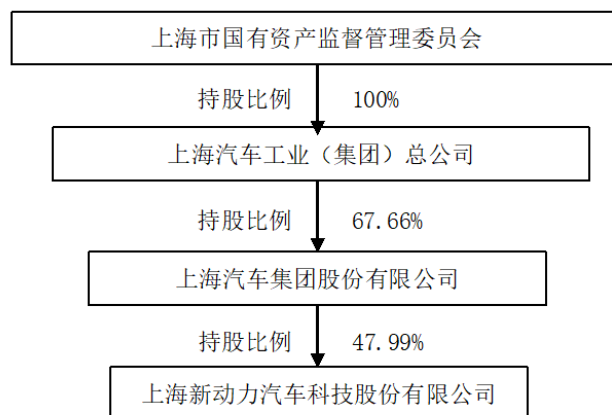 上海市国有资产监督管理委员会
持股比例 100%
上海汽车工业（集团）总公司
持股比例 67.66%
上海汽车集团股份有限公司
持股比例 47.99%
上海新动力汽车科技股份有限公司